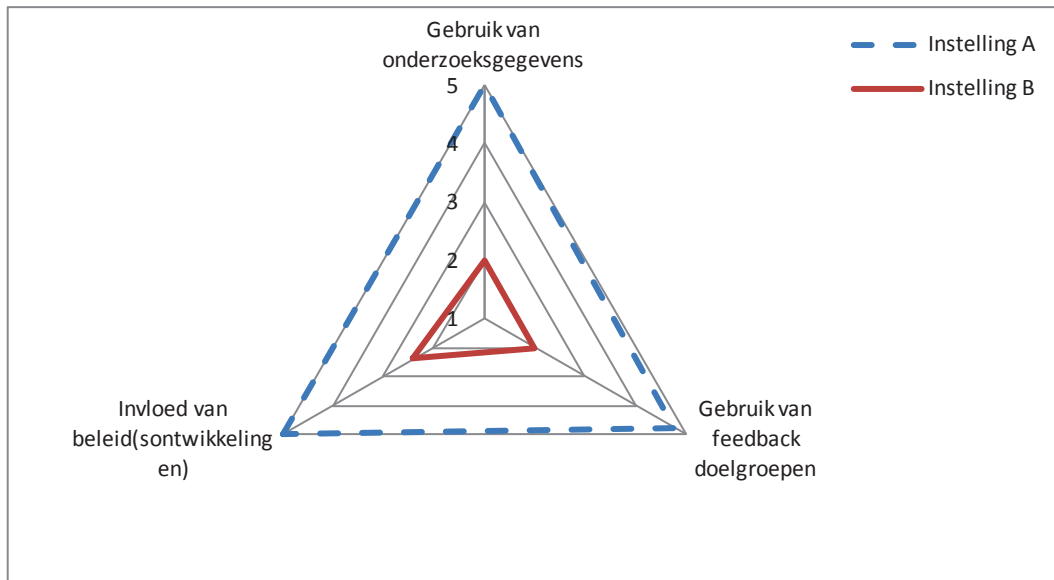 Gebruik van
onderzoeksgegevens
Instelling A
Instelling B
5
4
3
2
1
Invloed van
beleid(sontwikkeling
en)
Gebruik van
feedback
doelgroepen